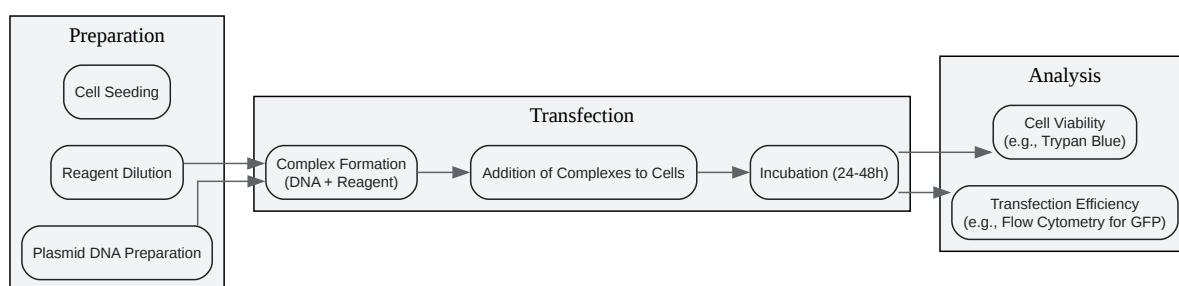 Preparation
Cell Seeding
Reagent Dilution
Plasmid DNA Preparation
Transfection
Complex Formation
(DNA + Reagent)
Addition of Complexes to Cells
Incubation (24-48h)
Analysis
Cell Viability
(e.g., Trypan Blue)
Transfection Efficiency
(e.g., Flow Cytometry for GFP)